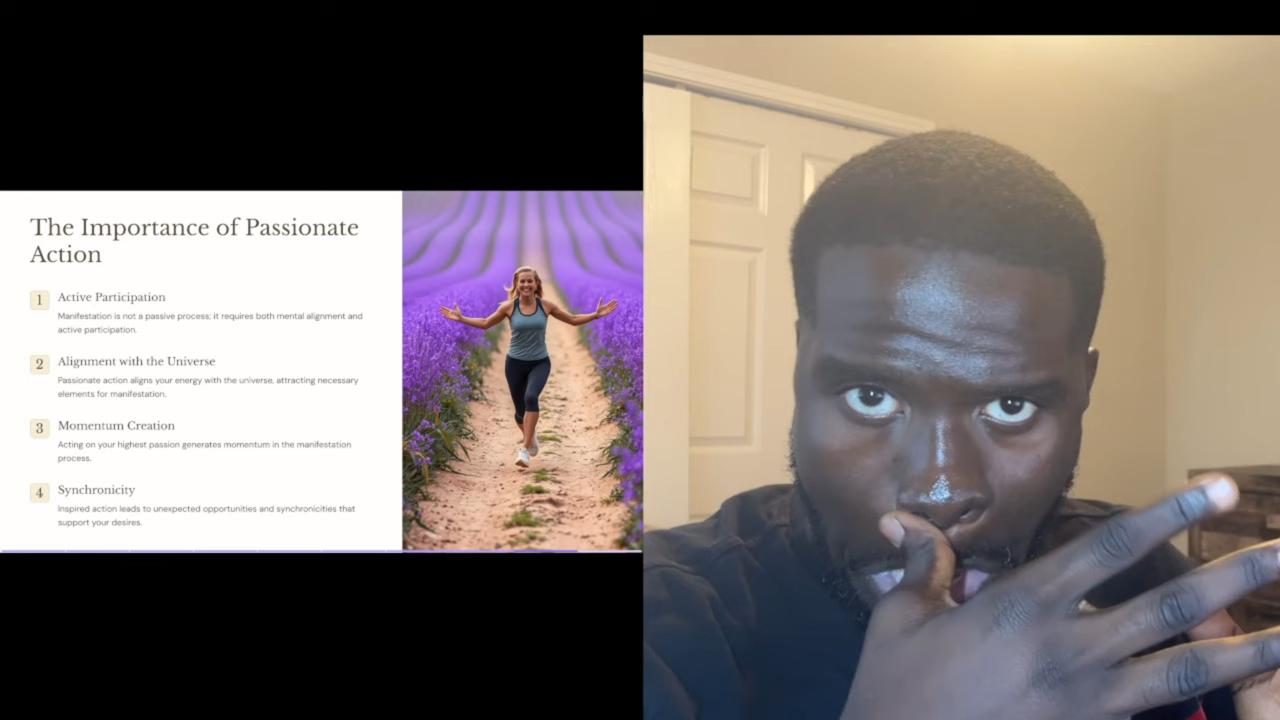 The Importance of Passionate
Action
1
Active Participation
Manifestation is not a passive process; it requires both mental alignment and
active participation.
2
Alignment with the Universe
Passionate action aligns your energy with the universe, attracting necessary
elements for manifestation.
3
Momentum Creation
Acting on your highest passion generates momentum in the manifestation
process.
4
Synchronicity
Inspired action leads to unexpected opportunities and synchronicities that
support your desires.